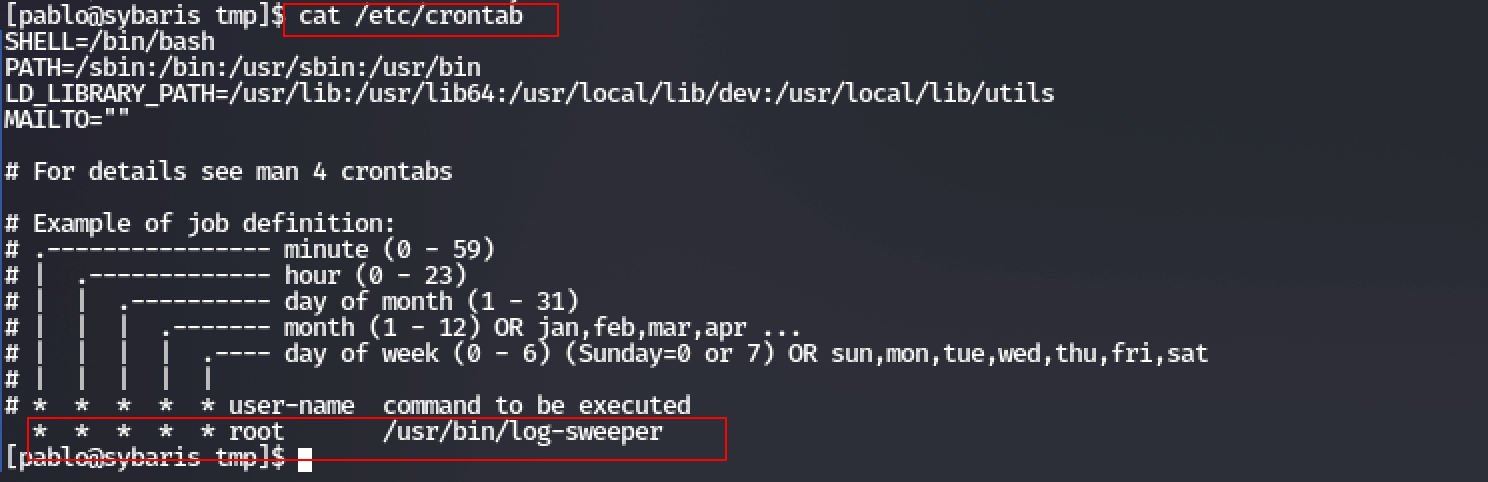 [pablo@sybaris tmp]$ cat /etc/crontab
SHELL=/bin/bash
PATH=/sbin:/bin:/usr/sbin:/usr/bin
LD_LIBRARY_PATH=/usr/lib:/usr/lib64:/usr/local/lib/dev:/usr/local/lib/utils
MAILTO=""

# For details see man 4 crontabs

# Example of job definition:
# .---------------- minute (0 - 59)
# |  .------------- hour (0 - 23)
# |  |  .---------- day of month (1 - 31)
# |  |  |  .------- month (1 - 12) OR jan,feb,mar,apr ...
# |  |  |  |  .---- day of week (0 - 6) (Sunday=0 or 7) OR sun,mon,tue,wed,thu,fri,sat
# |  |  |  |  |
# *  *  *  *  * user-name  command to be executed
  *  *  *  *  * root       /usr/bin/log-sweeper
[pablo@sybaris tmp]$